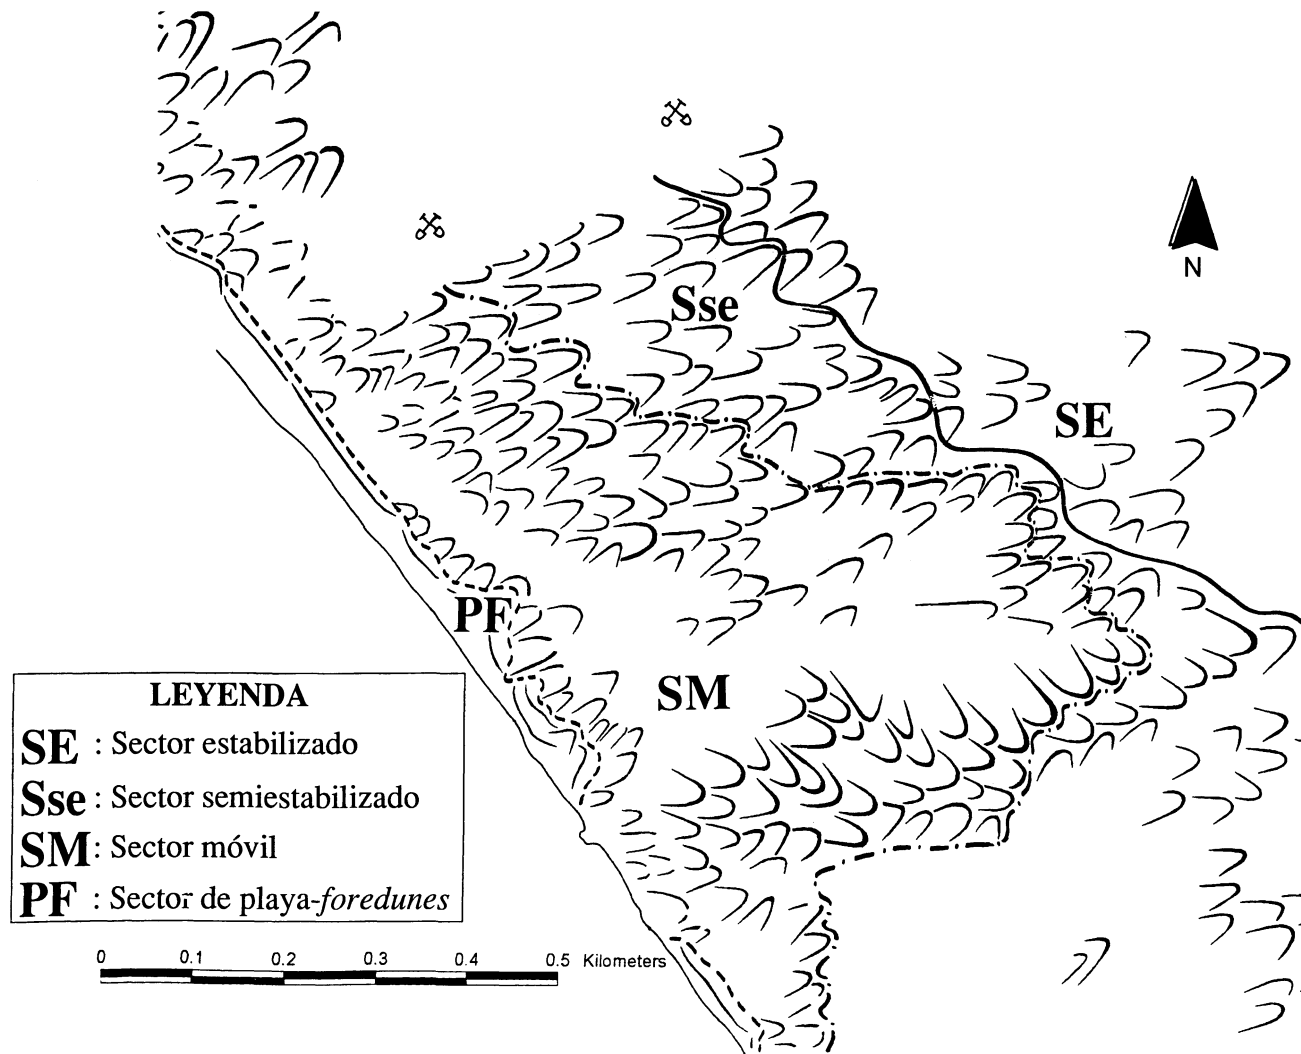 Sse
N
SE
PF
SM
LEYENDA
SE : Sector estabilizado
Sse : Sector semiestabilizado
SM : Sector móvil
PF : Sector de playa-foredunes
0 0.1 0.2 0.3 0.4 0.5 Kilometers